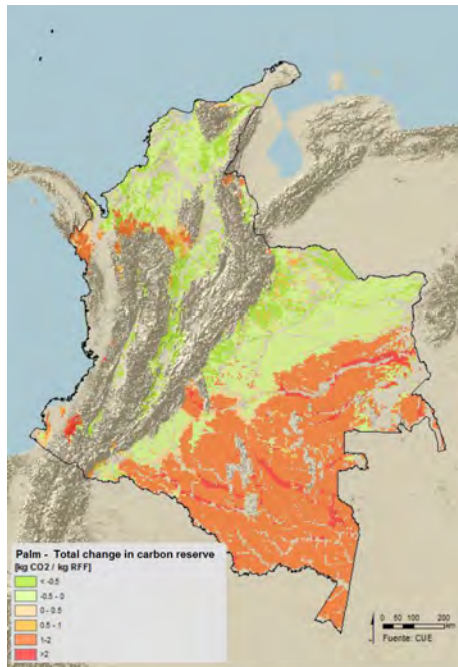 Palm - Total change in carbon reserve
[kg CO2 / kg RFF]
< -0.5
-0.5 - 0
0 - 0.5
0.5 - 1
1-2
>2
0 50 100 200
km
Fuente: CUE